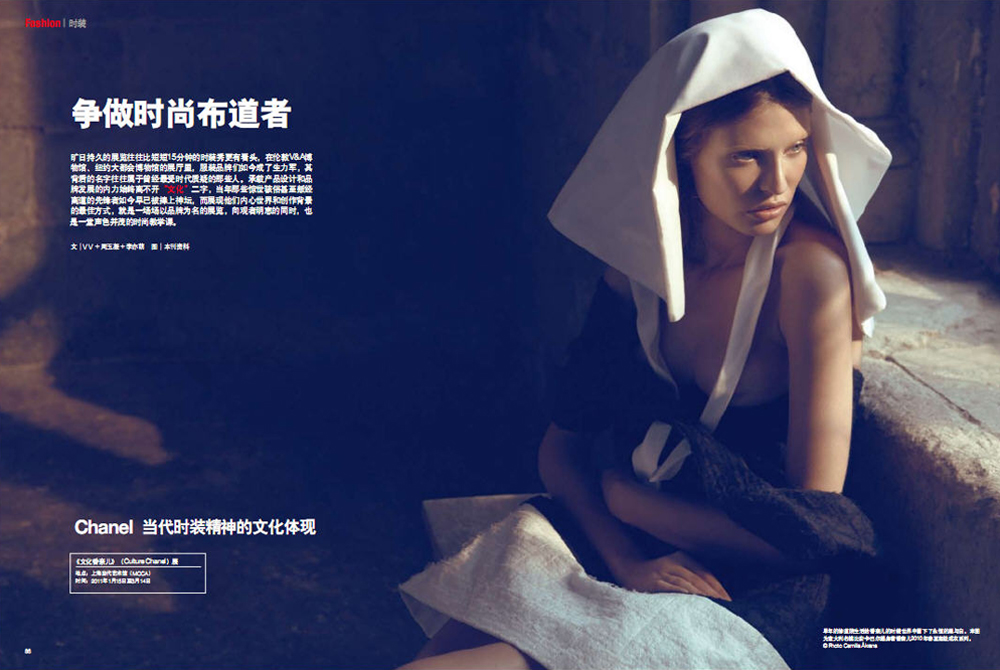 Fashion | 时装
争做时尚布道者
旷日持久的展览往往比短短15分钟的时装秀更有看头，在伦敦V&A博
物馆、纽约大都会博物馆的展厅里，服装品牌们如今成了生力军，其
背后的名字往往属于曾经最受时代质疑的那些人。承载产品设计和品
牌发展的内力始终离不开“文化”二字，当年那些惊世骇俗甚至离经
叛道的先锋者如今早已被捧上神坛，而展现他们内心世界和创作背景
的最佳方式，就是一场场以品牌为名的展览。向观者明志的同时，也
是一堂声色并茂的时尚教学课。
文 | V V + 周玉璇 + 李亦萌 图 | 本刊资料
Chanel 当代时装精神的文化体现
《文化香奈儿》（Culture Chanel）展
地点：上海当代艺术馆（MOCA）
时间：2011年1月15日至3月14日
© Photo Camilla Åkrans
86